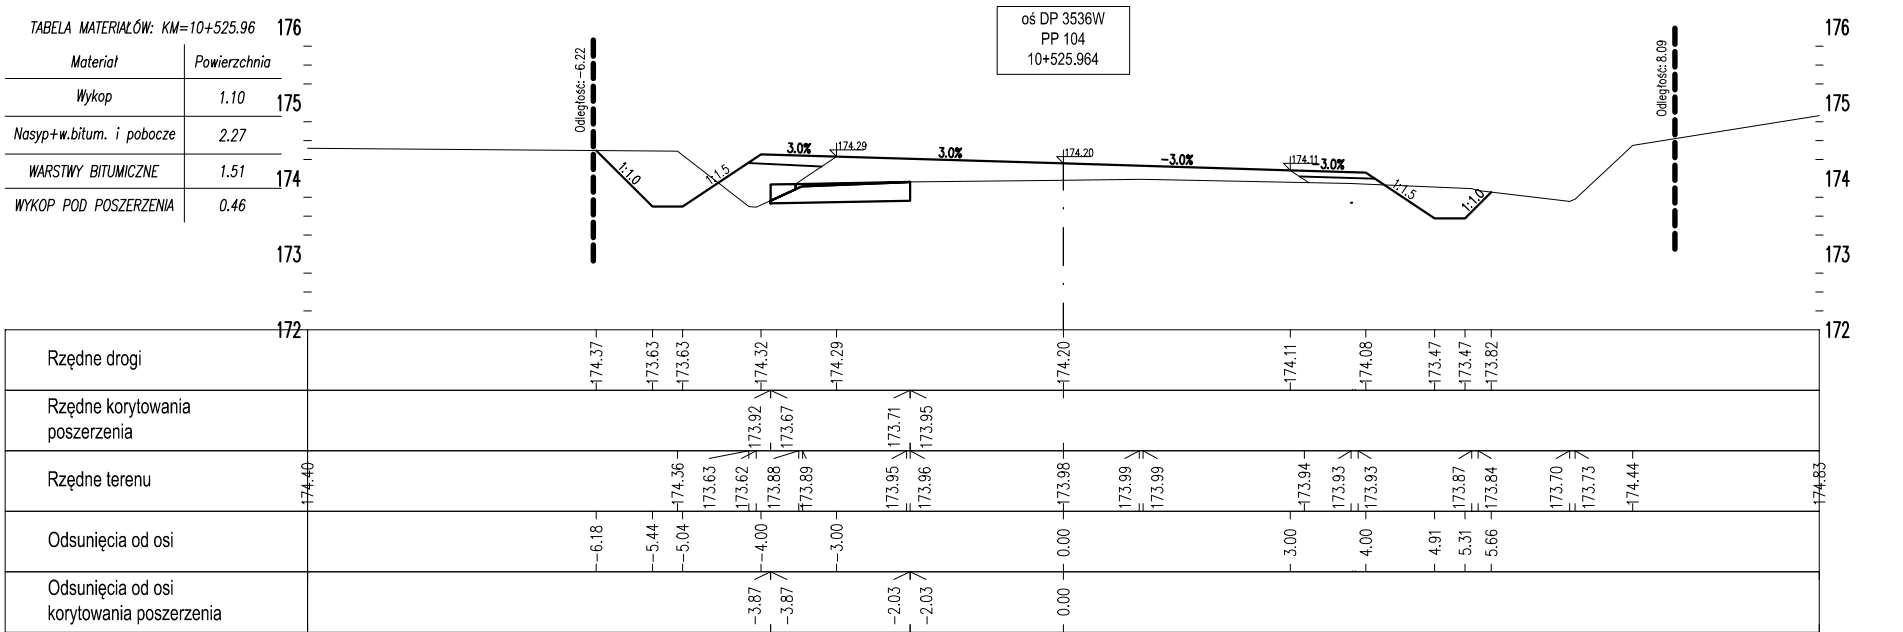 TABELA MATERIAŁÓW: KM=10+525.96
Materiał Powierzchnia
Wykop 1.10
Nasyp+w.bitum. i pobocze 2.27
WARSTWY BITUMICZNE 1.51
WYKOP POD POSZERZENIA 0.46
oś DP 3536W
PP 104
10+525.964
176
175
174
173
172
176
175
174
173
172
Odległość: -6.22
Odległość: 8.09
1:1.0
1:1.5
3.0%
174.29
3.0%
174.20
-3.0%
174.11
-3.0%
1:1.5
1:1.0
Rzędne drogi
174.37 173.63 173.63 174.32 174.29 174.20 174.11 174.08 173.47 173.47 173.82
Rzędne korytowania
poszerzenia
173.92 173.67 173.71 173.95
Rzędne terenu
174.40 174.36 173.63 173.62 173.88 173.89 173.95 173.96 173.98 173.99 173.99 173.94 173.93 173.93 173.87 173.84 173.70 173.73 174.44 174.83
Odsunięcia od osi
-6.18 -5.44 -5.04 -4.00 -3.00 0.00 3.00 4.00 4.91 5.31 5.66
Odsunięcia od osi
korytowania poszerzenia
-3.87 -3.87 -2.03 -2.03 0.00